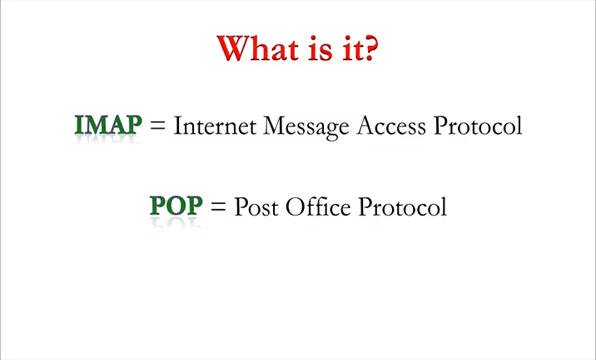 What is it?
IMAP = Internet Message Access Protocol
POP = Post Office Protocol